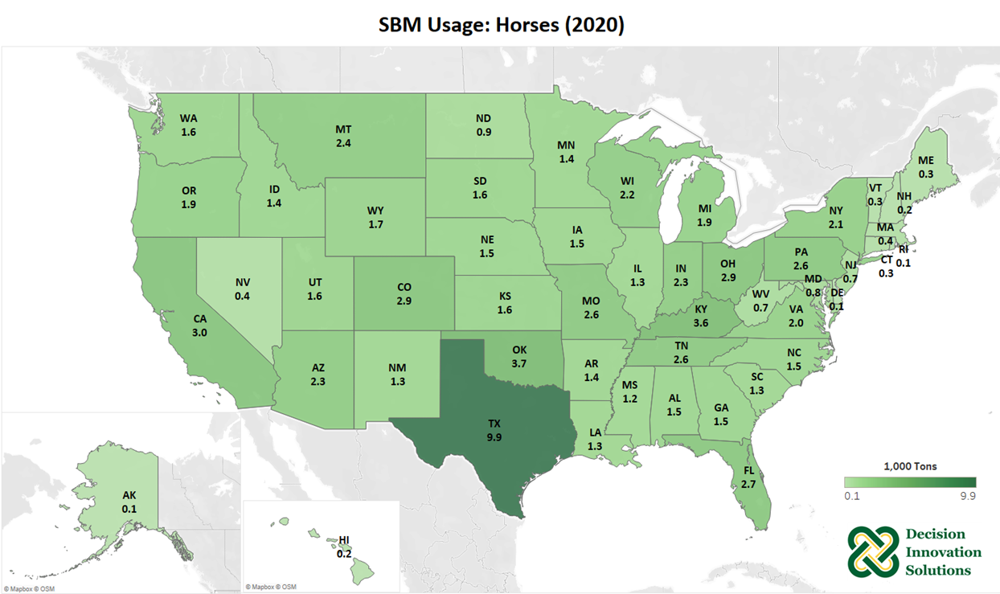 SBM Usage: Horses (2020)
WA
1.6
MT
2.4
ND
0.9
MN
1.4
ME
0.3
OR
1.9
ID
1.4
WY
1.7
SD
1.6
WI
2.2
MI
1.9
NY
2.1
VT
0.3
NH
0.2
MA
0.4
RI
0.1
CT
0.3
NE
1.5
IA
1.5
IL
1.3
IN
2.3
OH
2.9
PA
2.6
NJ
0.7
NV
0.4
UT
1.6
CO
2.9
KS
1.6
MO
2.6
KY
3.6
WV
0.7
MD
0.8
DE
0.1
VA
2.0
CA
3.0
AZ
2.3
NM
1.3
OK
3.7
AR
1.4
TN
2.6
NC
1.5
SC
1.3
TX
9.9
LA
1.3
MS
1.2
AL
1.5
GA
1.5
FL
2.7
AK
0.1
HI
0.2
1,000 Tons
0.1 9.9
Decision
Innovation
Solutions
© Mapbox © OSM
© Mapbox © OSM